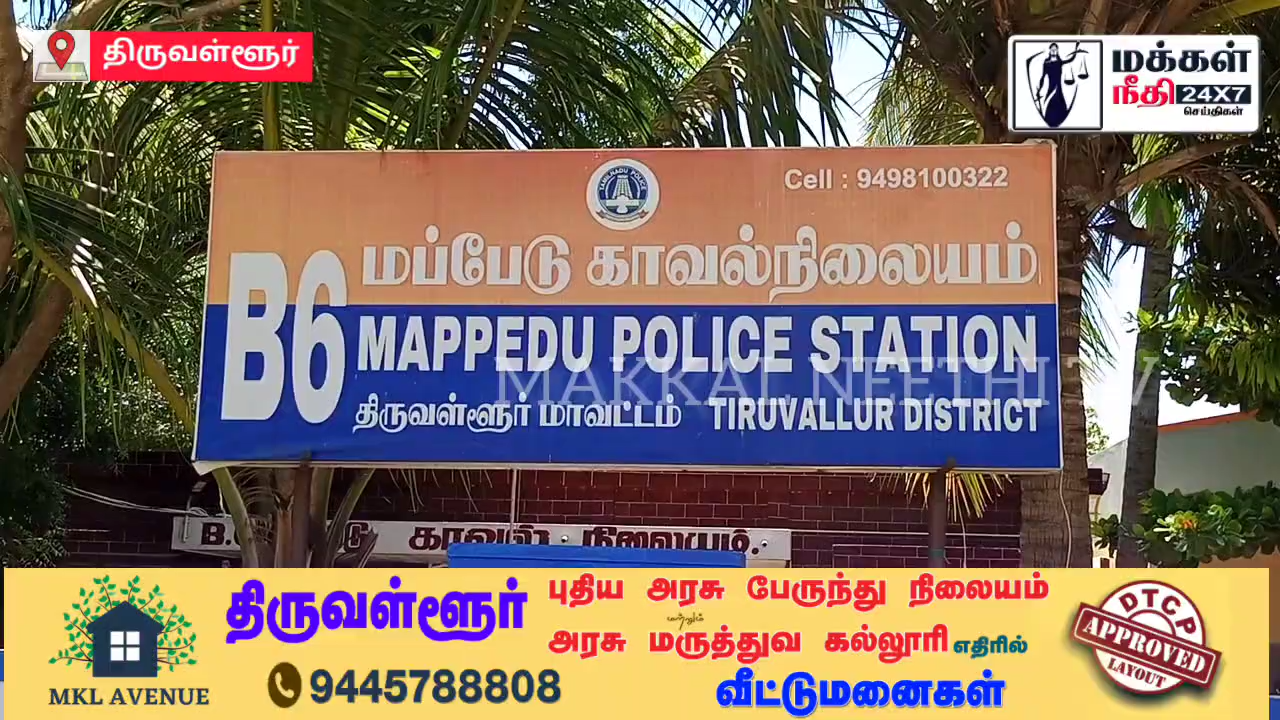 திருவள்ளூர்
மக்கள்
நீதி 24X7
செய்திகள்
TAMILNADU POLICE
Cell : 9498100322
B6 மப்பேடு காவல்நிலையம்
MAPPEDU POLICE STATION
MAKKAL NEETHI TV
திருவள்ளூர் மாவட்டம் TIRUVALLUR DISTRICT
காவல் நிலையம்.
MKL AVENUE
திருவள்ளூர்
9445788808
புதிய அரசு பேருந்து நிலையம்
மற்றும்
அரசு மருத்துவ கல்லூரி எதிரில்
வீட்டுமனைகள்
DTCP
APPROVED
LAYOUT